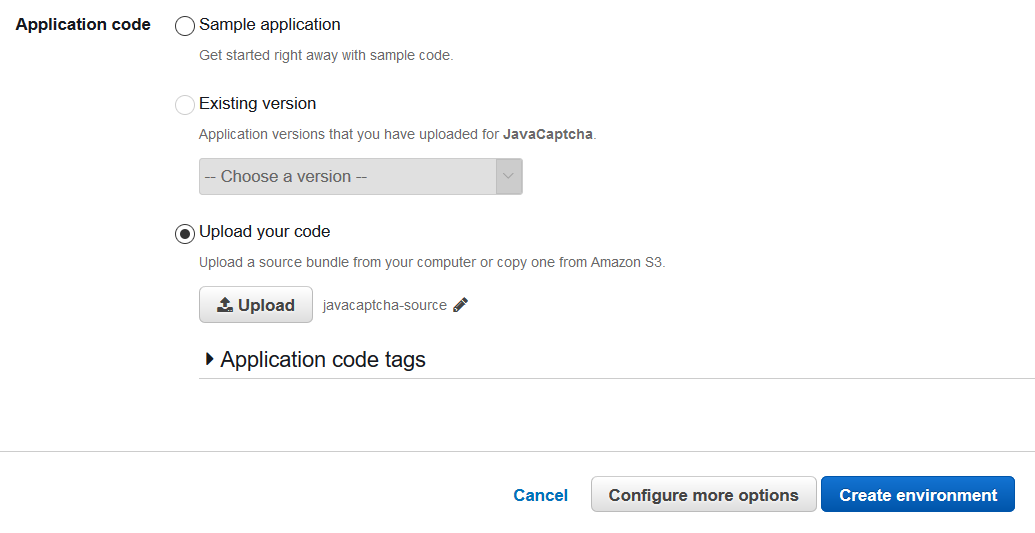 Application code
Sample application
Get started right away with sample code.
Existing version
Application versions that you have uploaded for JavaCaptcha.
-- Choose a version --
Upload your code
Upload a source bundle from your computer or copy one from Amazon S3.
Upload
javacaptcha-source
Application code tags
Cancel
Configure more options
Create environment